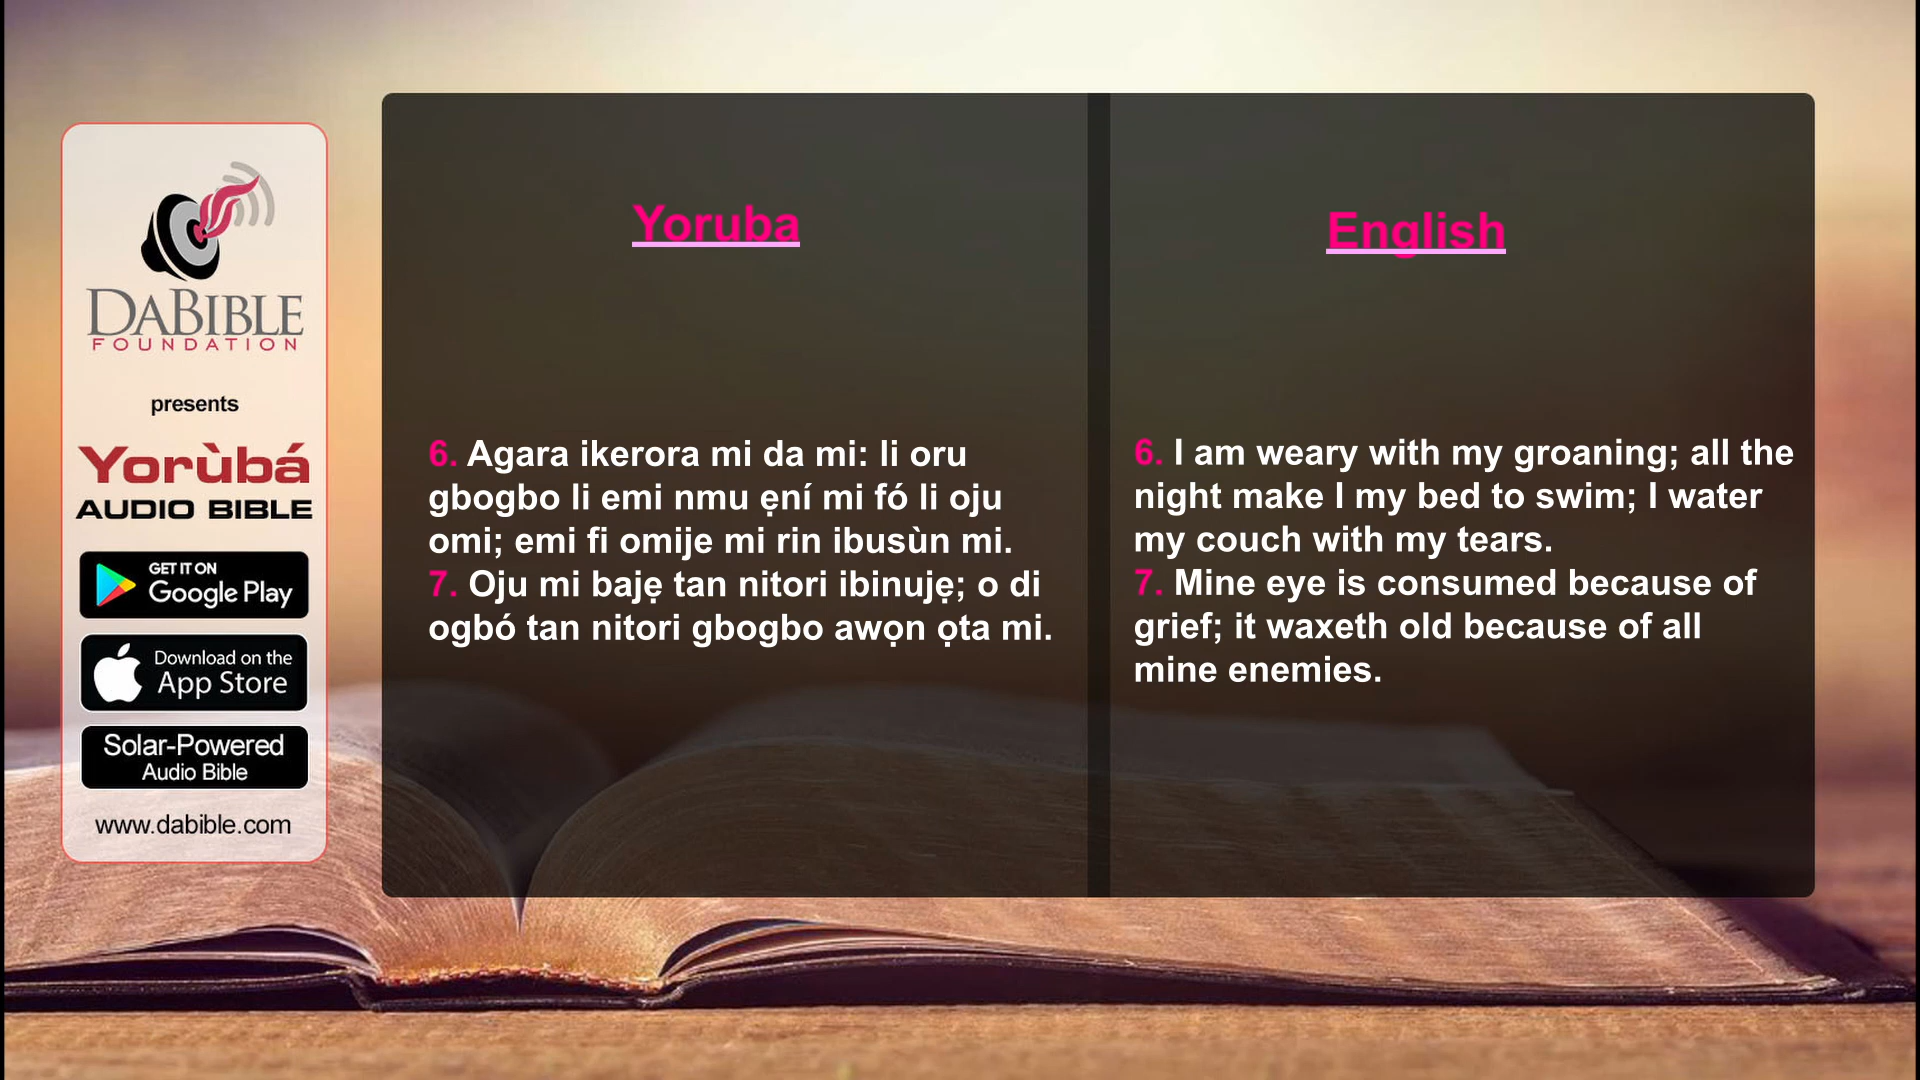 DABIBLE
FOUNDATION
presents
Yorùbá
AUDIO BIBLE
GET IT ON
Google Play
Download on the
App Store
Solar-Powered
Audio Bible
www.dabible.com
Yoruba
6. Agara ikerora mi da mi: li oru
gbogbo li emi nmu ẹní mi fó li oju
omi; emi fi omije mi rin ibusùn mi.
7. Oju mi bajẹ tan nitori ibinujẹ; o di
ogbó tan nitori gbogbo awọn ọta mi.
English
6. I am weary with my groaning; all the
night make I my bed to swim; I water
my couch with my tears.
7. Mine eye is consumed because of
grief; it waxeth old because of all
mine enemies.